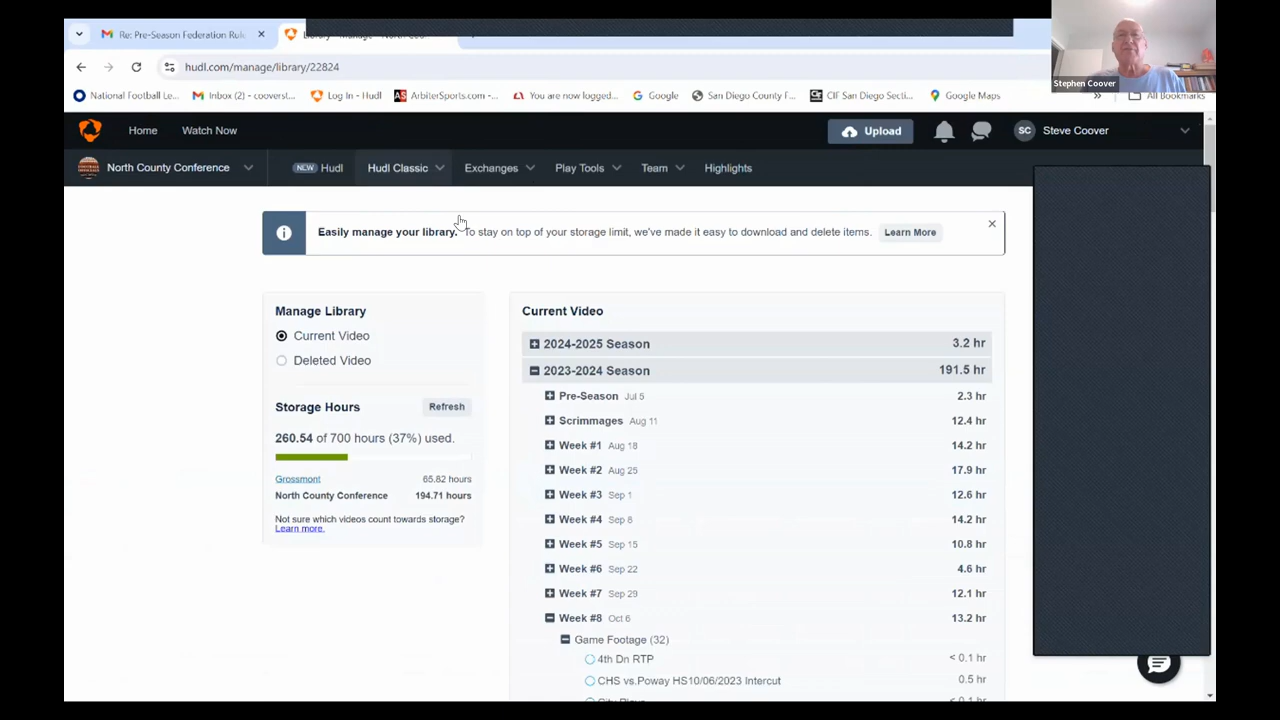 Re: Pre-Season Federation Rul
hudl.com/manage/library/22824
Stephen Coover
National Football Le...
Inbox (2) - cooverst...
Log In - Hudl
ArbiterSports.com -...
You are now logged...
Google
San Diego County F...
CIF San Diego Secti...
Google Maps
»
All Bookmarks
Home
Watch Now
Upload
SC
Steve Coover
North County Conference
NEW Hudl
Hudl Classic
Exchanges
Play Tools
Team
Highlights
Easily manage your library. To stay on top of your storage limit, we've made it easy to download and delete items.
Learn More
Manage Library
Current Video
Deleted Video
Storage Hours
Refresh
260.54 of 700 hours (37%) used.
Grossmont 65.82 hours
North County Conference 194.71 hours
Not sure which videos count towards storage?
Learn more.
Current Video
2024-2025 Season 3.2 hr
2023-2024 Season 191.5 hr
Pre-Season Jul 5 2.3 hr
Scrimmages Aug 11 12.4 hr
Week #1 Aug 18 14.2 hr
Week #2 Aug 25 17.9 hr
Week #3 Sep 1 12.6 hr
Week #4 Sep 8 14.2 hr
Week #5 Sep 15 10.8 hr
Week #6 Sep 22 4.6 hr
Week #7 Sep 29 12.1 hr
Week #8 Oct 6 13.2 hr
Game Footage (32)
4th Dn RTP < 0.1 hr
CHS vs.Poway HS10/06/2023 Intercut 0.5 hr